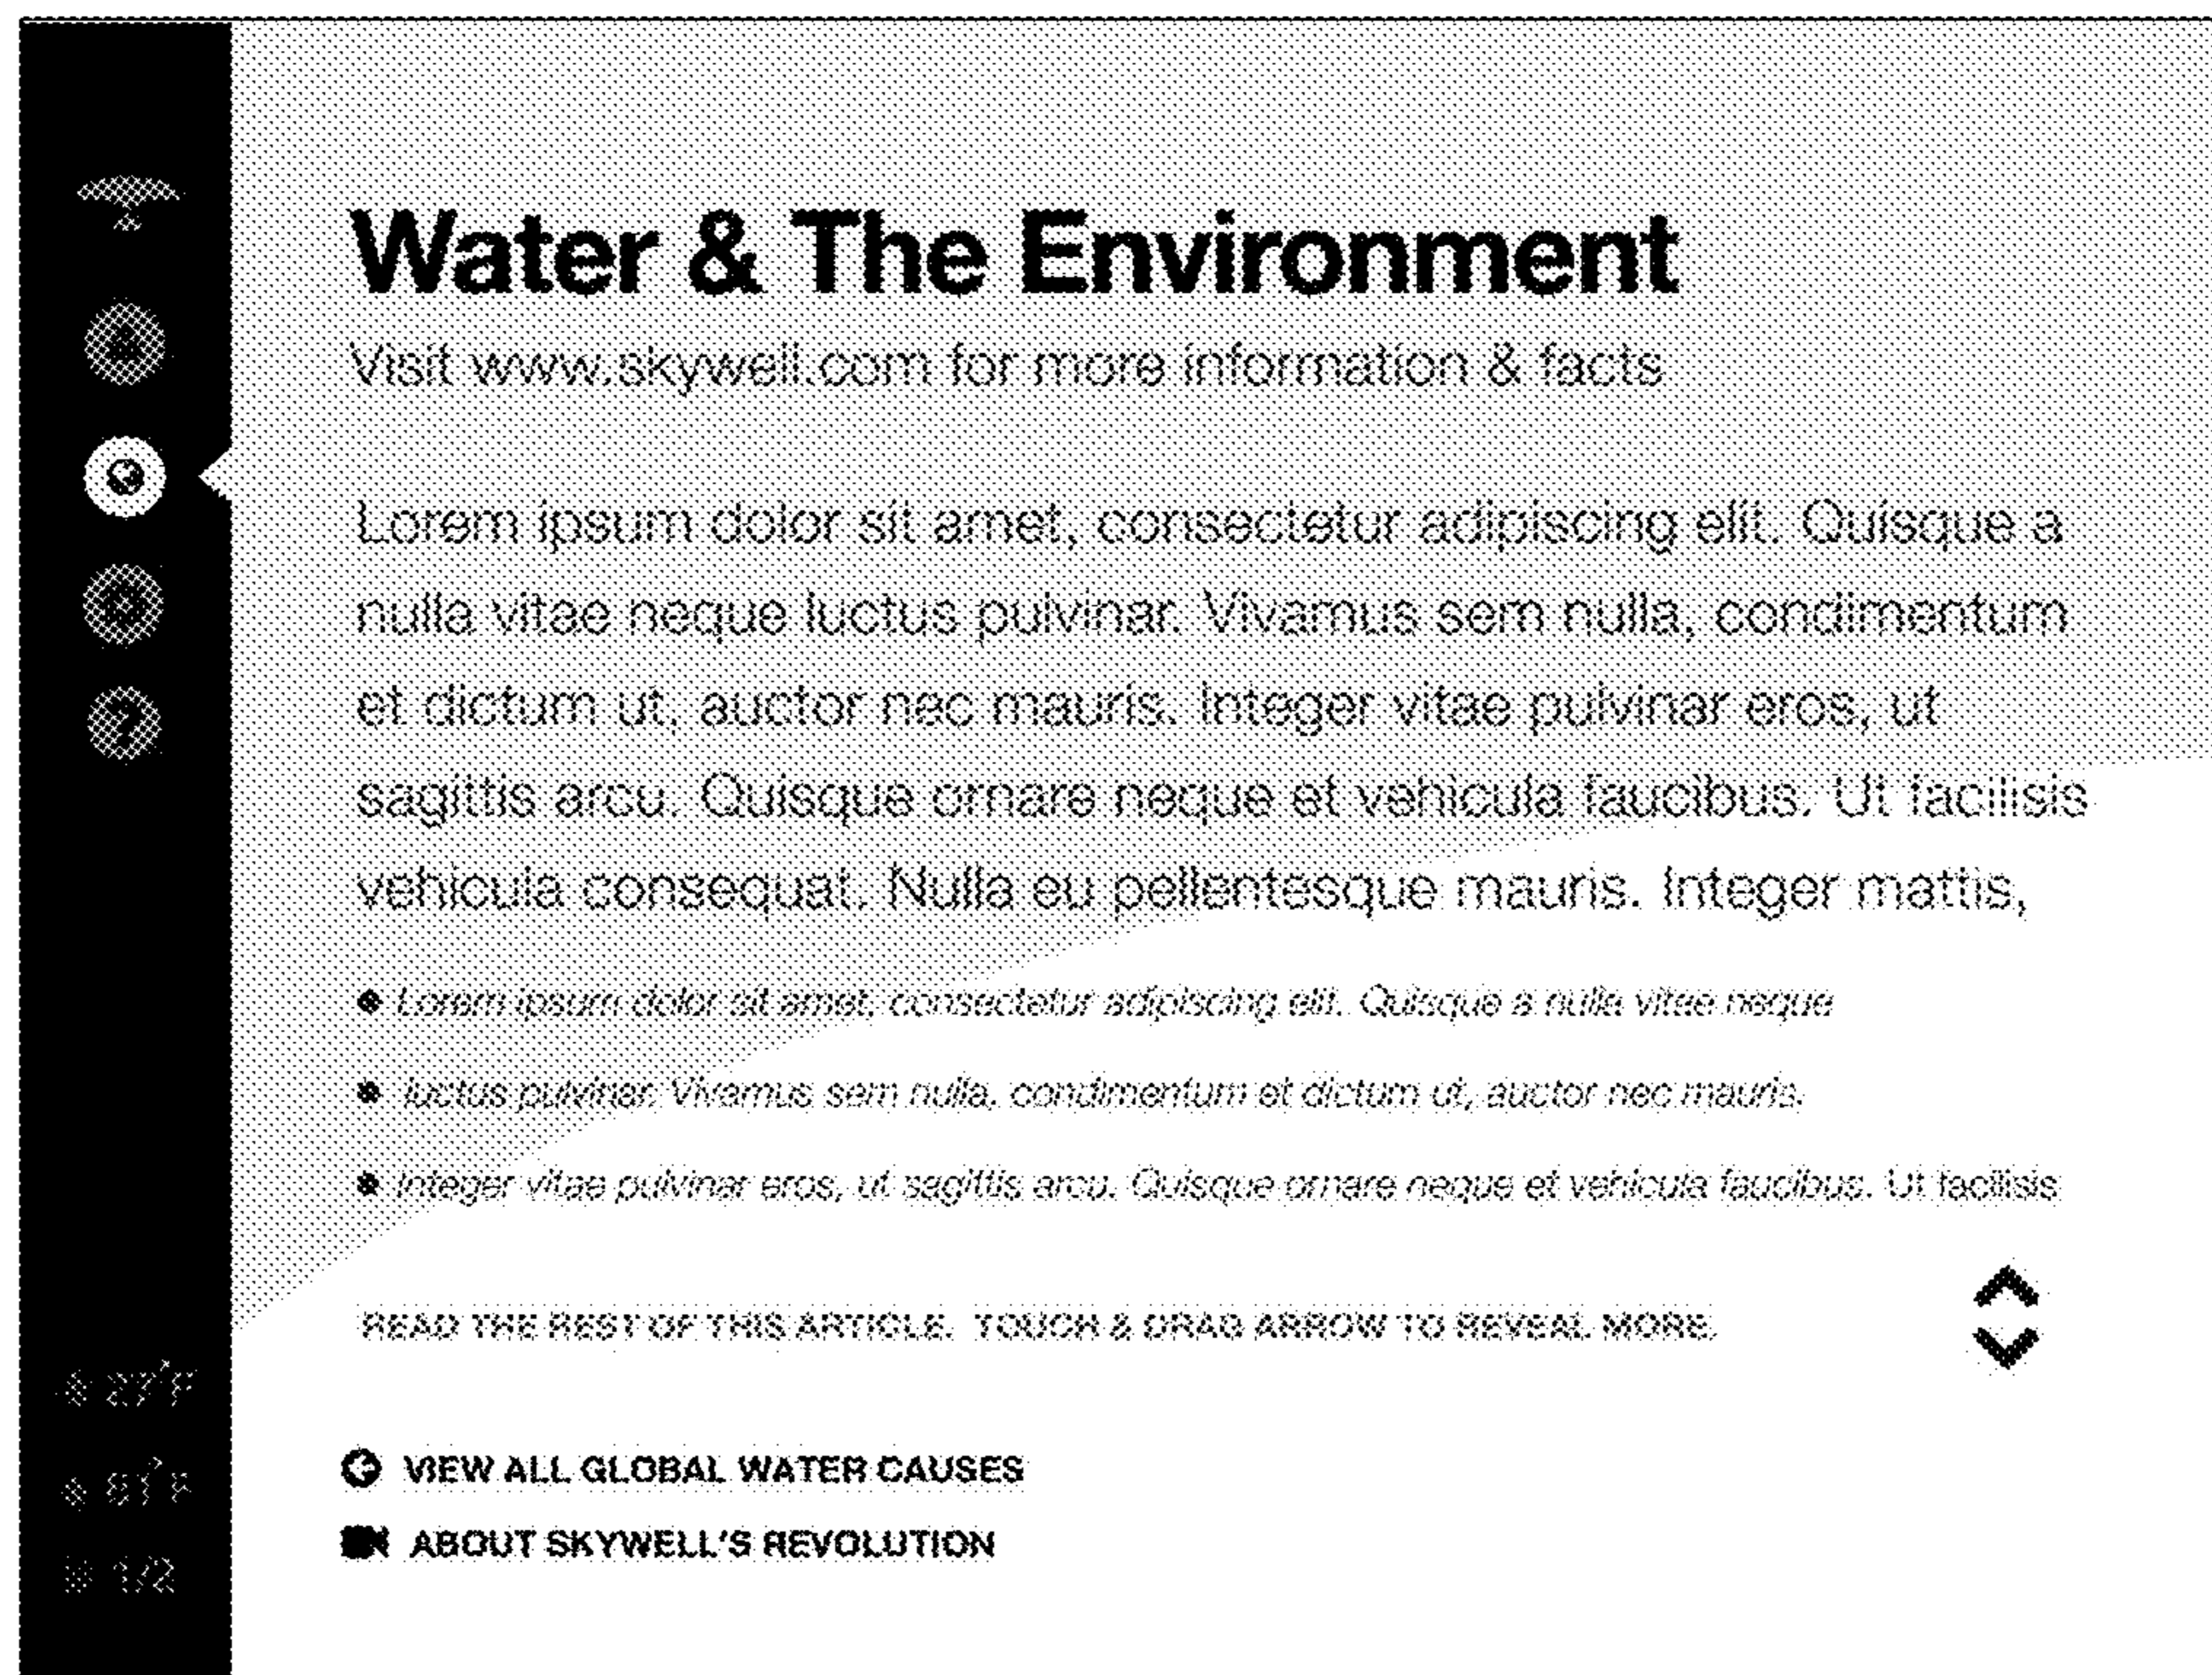 Water & The Environment
Visit www.skywell.com for more information & facts
Lorem ipsum dolor sit amet, consectetur adipiscing elit. Quisque a
nulla vitae neque luctus pulvinar. Vivamus sem nulla, condimentum
et dictum ut, auctor nec mauris. Integer vitae pulvinar eros, ut
sagittis arcu. Quisque ornare neque et vehicula faucibus. Ut facilisis
vehicula consequat. Nulla eu pellentesque mauris. Integer mattis,
• Lorem ipsum dolor sit amet, consectetur adipiscing elit. Quisque a nulla vitae neque
• luctus pulvinar. Vivamus sem nulla, condimentum et dictum ut, auctor nec mauris.
• Integer vitae pulvinar eros, ut sagittis arcu. Quisque ornare neque et vehicula faucibus. Ut facilisis
READ THE REST OF THIS ARTICLE. TOUCH & DRAG ARROW TO REVEAL MORE.
VIEW ALL GLOBAL WATER CAUSES
ABOUT SKYWELL'S REVOLUTION
?
27°F
1/2